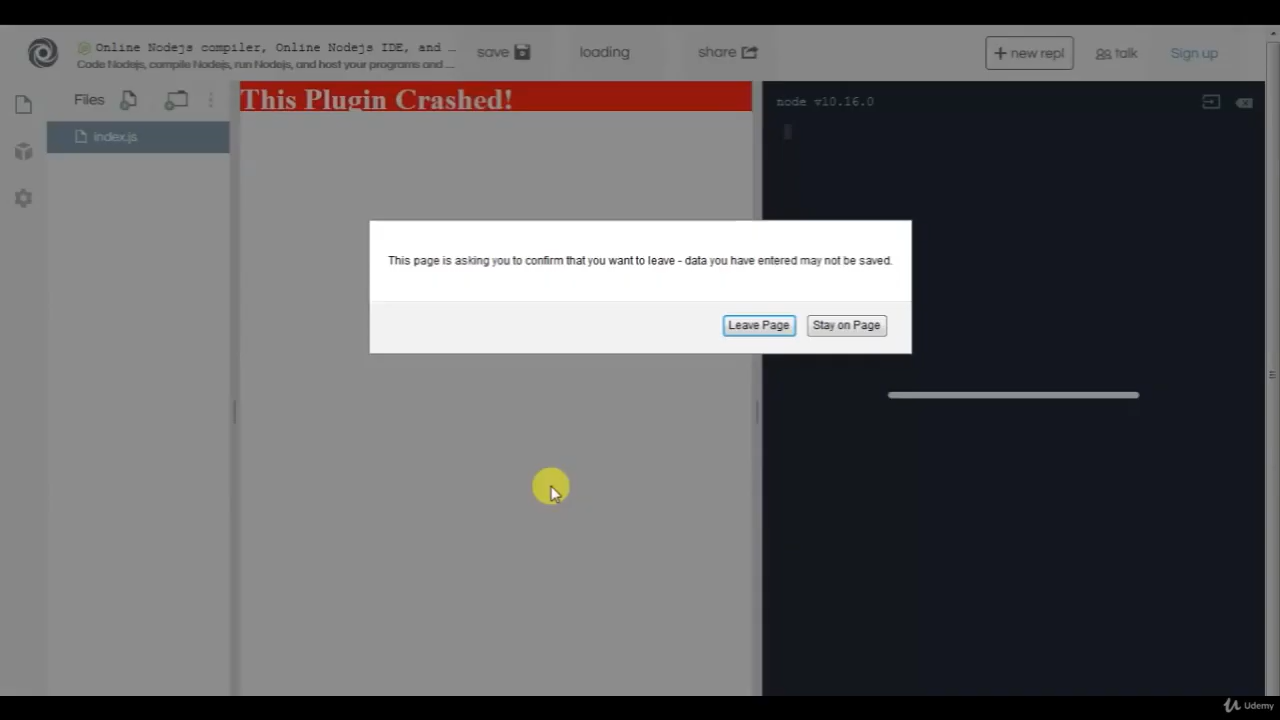 Online Nodejs compiler, Online Nodejs IDE, and ...
Code Nodejs, compile Nodejs, run Nodejs, and host your programs and ...
save
loading
share
+ new repl
talk
Sign up
Files
index.js
This Plugin Crashed!
node v10.16.0
This page is asking you to confirm that you want to leave - data you have entered may not be saved.
Leave Page
Stay on Page
Udemy